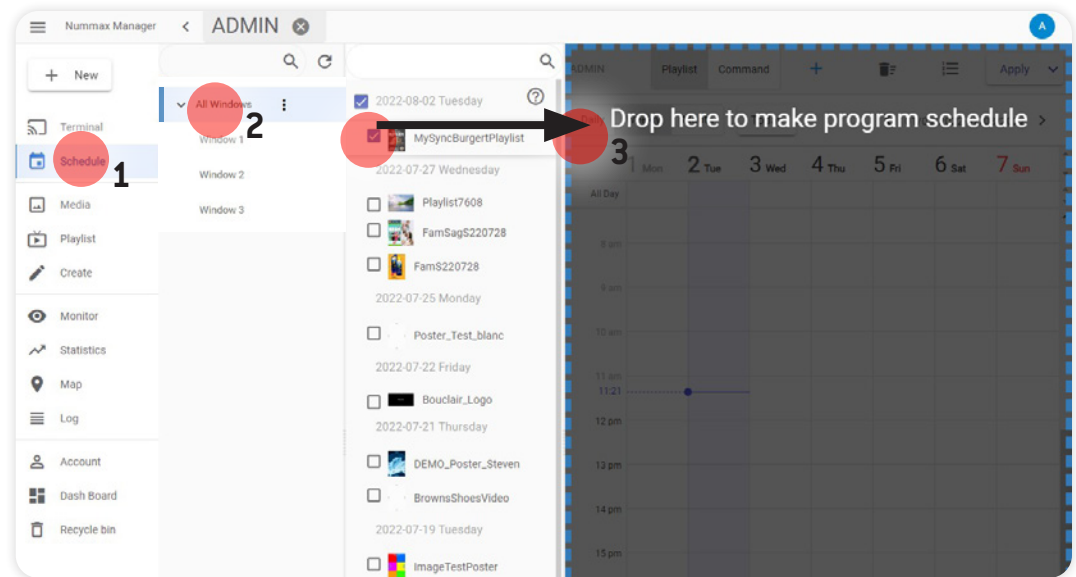 Nummax Manager
ADMIN
A
+ New
Terminal
Schedule
1
Media
Playlist
Create
Monitor
Statistics
Map
Log
Account
Dash Board
Recycle bin
All Windows
2
Window 1
Window 2
Window 3
2022-08-02 Tuesday
MySyncBurgertPlaylist
2022-07-27 Wednesday
Playlist7608
FamSagS220728
FamS220728
2022-07-25 Monday
Poster_Test_blanc
2022-07-22 Friday
Bouclair_Logo
2022-07-21 Thursday
DEMO_Poster_Steven
BrownsShoesVideo
2022-07-19 Tuesday
ImageTestPoster
ADMIN Playlist Command + Apply
Daily
Drop here to make program schedule
3
1 Mon 2 Tue 3 Wed 4 Thu 5 Fri 6 Sat 7 Sun
All Day
8 am
9 am
10 am
11 am
11:21
12 pm
13 pm
14 pm
15 pm